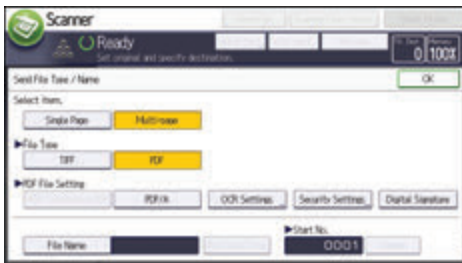 Scanner
Ready
Set original and specify destination.
0 100%
Send File Type / Name
OK
Select item.
Single Page Multi-page
►File Type
TIFF PDF
►PDF File Setting
PDF/A OCR Settings Security Settings Digital Signature
►Start No.
File Name 0001